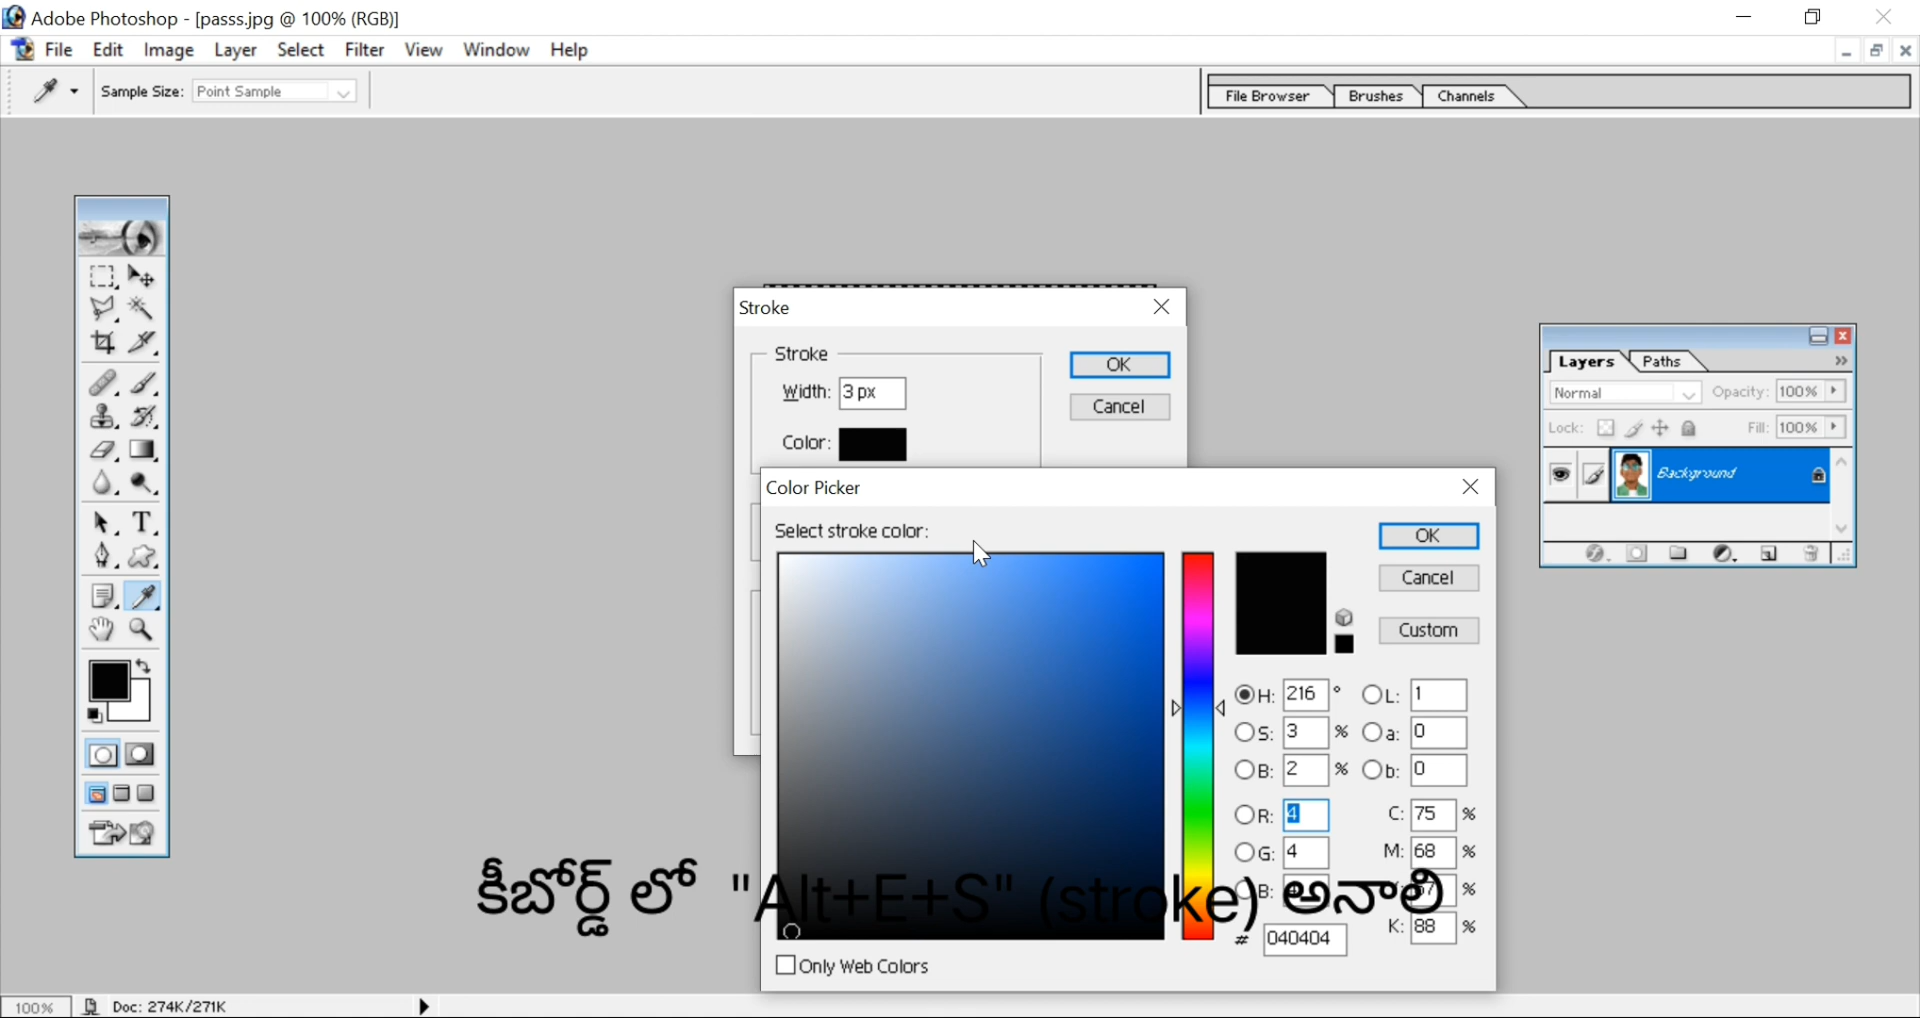 Adobe Photoshop - [passs.jpg @ 100% (RGB)]
File Edit Image Layer Select Filter View Window Help
Sample Size: Point Sample
File Browser Brushes Channels
Stroke
Stroke
OK
Width: 3 px
Cancel
Color:
Layers Paths
Normal Opacity: 100%
Lock: Fill: 100%
Background
Color Picker
Select stroke color:
OK
Cancel
Custom
H: 216 ° L: 1
S: 3 % a: 0
B: 2 % b: 0
R: 4 C: 75 %
G: 4 M: 68 %
B: %
# 040404 K: 88 %
Only Web Colors
కీబోర్డ్ లో "Alt+E+S" (stroke) అనాలి
100% Doc: 274K/271K